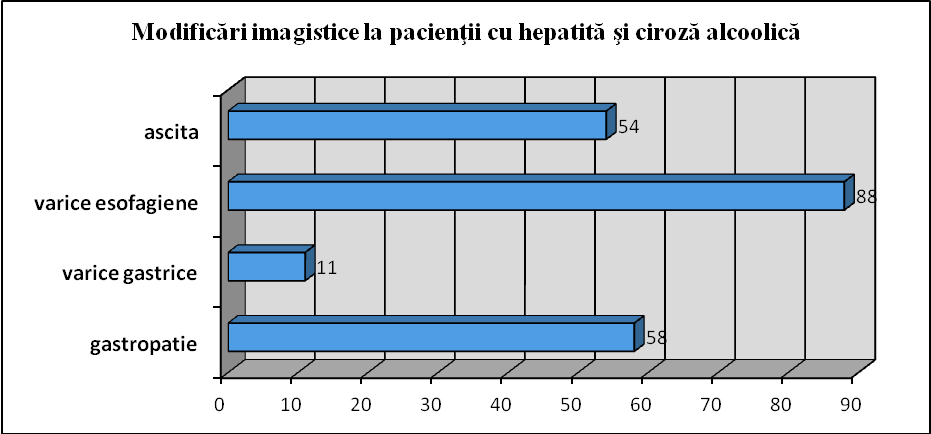 Modificări imagistice la pacienţii cu hepatită şi ciroză alcoolică
ascita
54
varice esofagiene
88
varice gastrice
11
gastropatie
58
0 10 20 30 40 50 60 70 80 90